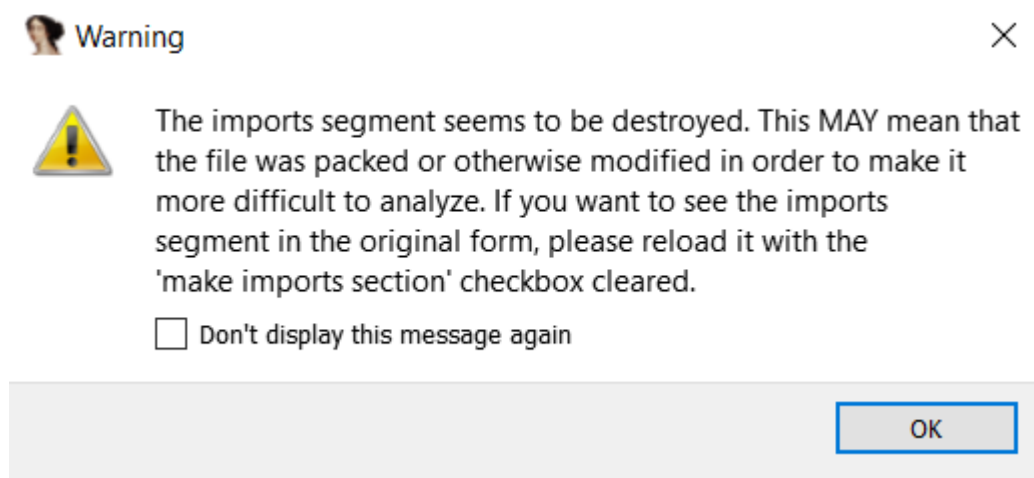 Warning
The imports segment seems to be destroyed. This MAY mean that
the file was packed or otherwise modified in order to make it
more difficult to analyze. If you want to see the imports
segment in the original form, please reload it with the
'make imports section' checkbox cleared.
Don't display this message again
OK